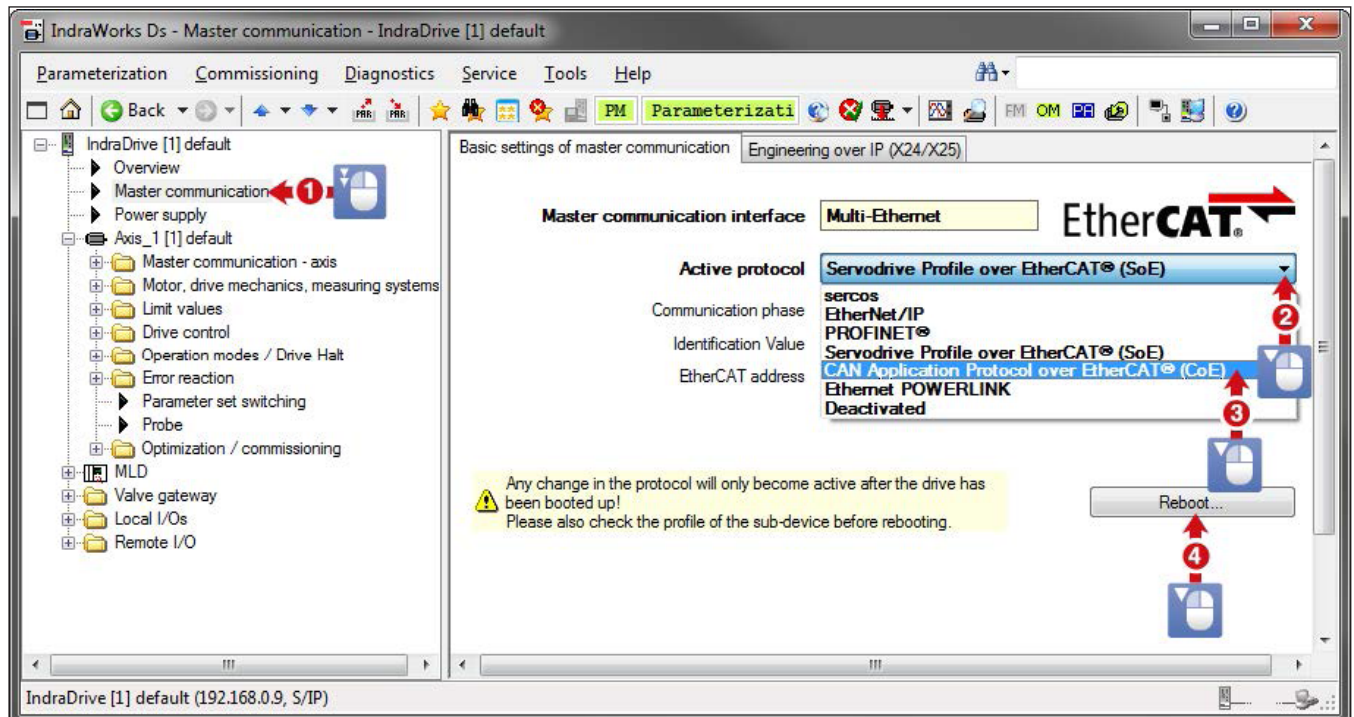 IndraWorks Ds - Master communication - IndraDrive [1] default
Parameterization Commissioning Diagnostics Service Tools Help
Back PAR PAR PM Parameterizati FM OM
IndraDrive [1] default
Overview
Master communication
1
Power supply
Axis_1 [1] default
Master communication - axis
Motor, drive mechanics, measuring systems
Limit values
Drive control
Operation modes / Drive Halt
Error reaction
Parameter set switching
Probe
Optimization / commissioning
MLD
Valve gateway
Local I/Os
Remote I/O
Basic settings of master communication Engineering over IP (X24/X25)
Master communication interface Multi-Ethernet
EtherCAT®
Active protocol Servodrive Profile over EtherCAT® (SoE)
2
Communication phase
Identification Value
EtherCAT address
sercos
EtherNet/IP
PROFINET®
Servodrive Profile over EtherCAT® (SoE)
CAN Application Protocol over EtherCAT® (CoE)
Ethernet POWERLINK
Deactivated
3
Any change in the protocol will only become active after the drive has
been booted up!
Please also check the profile of the sub-device before rebooting.
Reboot...
4
IndraDrive [1] default (192.168.0.9, S/IP)